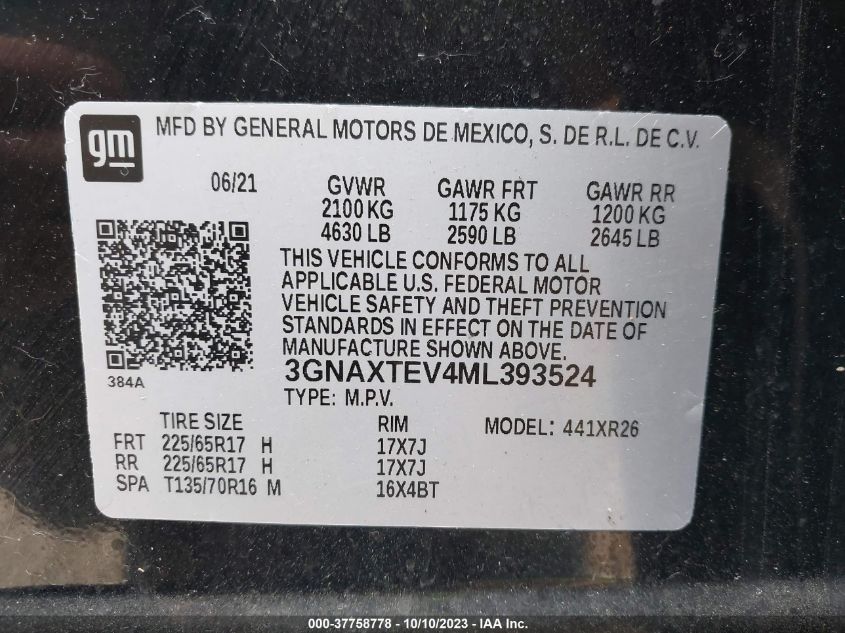 gm
MFD BY GENERAL MOTORS DE MEXICO, S. DE R.L. DE C.V.
06/21 GVWR GAWR FRT GAWR RR
2100 KG 1175 KG 1200 KG
4630 LB 2590 LB 2645 LB
THIS VEHICLE CONFORMS TO ALL
APPLICABLE U.S. FEDERAL MOTOR
VEHICLE SAFETY AND THEFT PREVENTION
STANDARDS IN EFFECT ON THE DATE OF
MANUFACTURE SHOWN ABOVE.
384A
3GNAXTEV4ML393524
TYPE: M.P.V.
TIRE SIZE RIM MODEL: 441XR26
FRT 225/65R17 H 17X7J
RR 225/65R17 H 17X7J
SPA T135/70R16 M 16X4BT
000-37758778 - 10/10/2023 - IAA Inc.